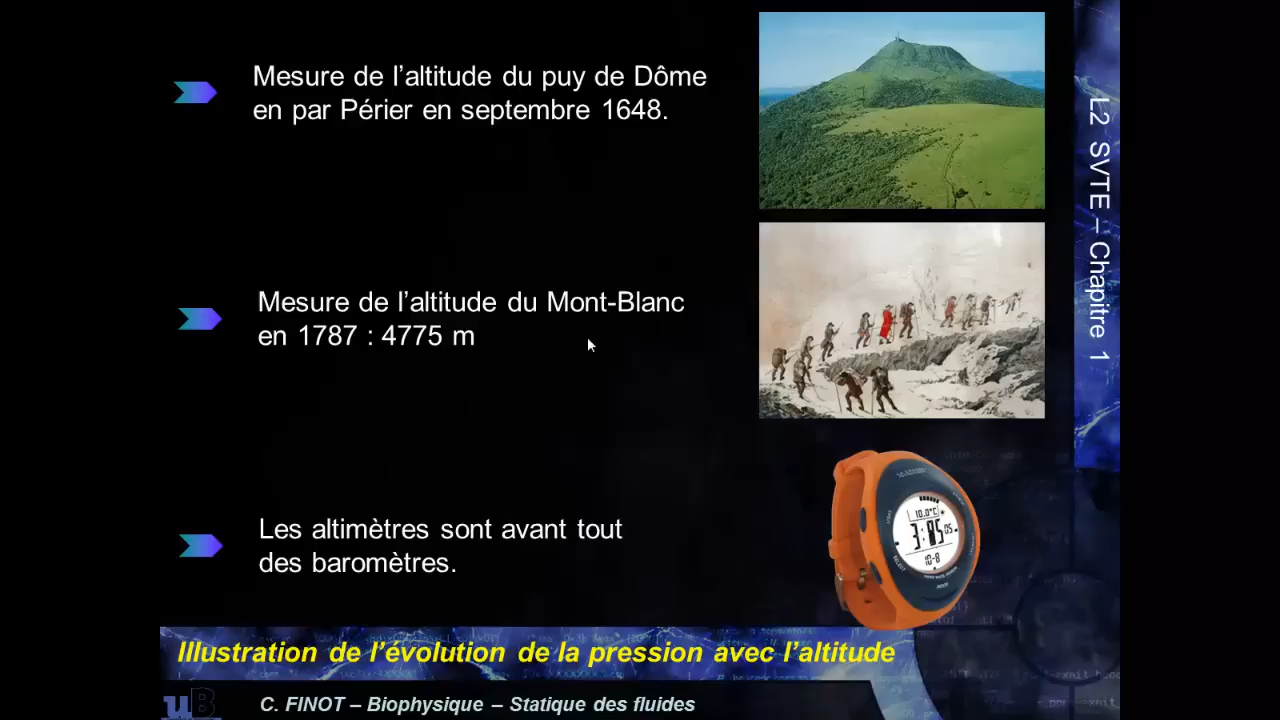 Mesure de l’altitude du puy de Dôme
en par Périer en septembre 1648.
Mesure de l’altitude du Mont-Blanc
en 1787 : 4775 m
Les altimètres sont avant tout
des baromètres.
10.0°C
10-8
Illustration de l’évolution de la pression avec l’altitude
uB
C. FINOT – Biophysique – Statique des fluides
L2 SVTE – Chapitre 1